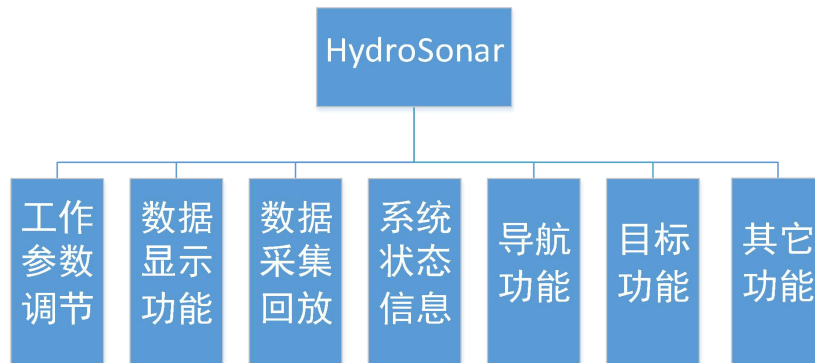 HydroSonar
工作
参数
调节
数据
显示
功能
数据
采集
回放
系统
状态
信息
导航
功能
目标
功能
其它
功能